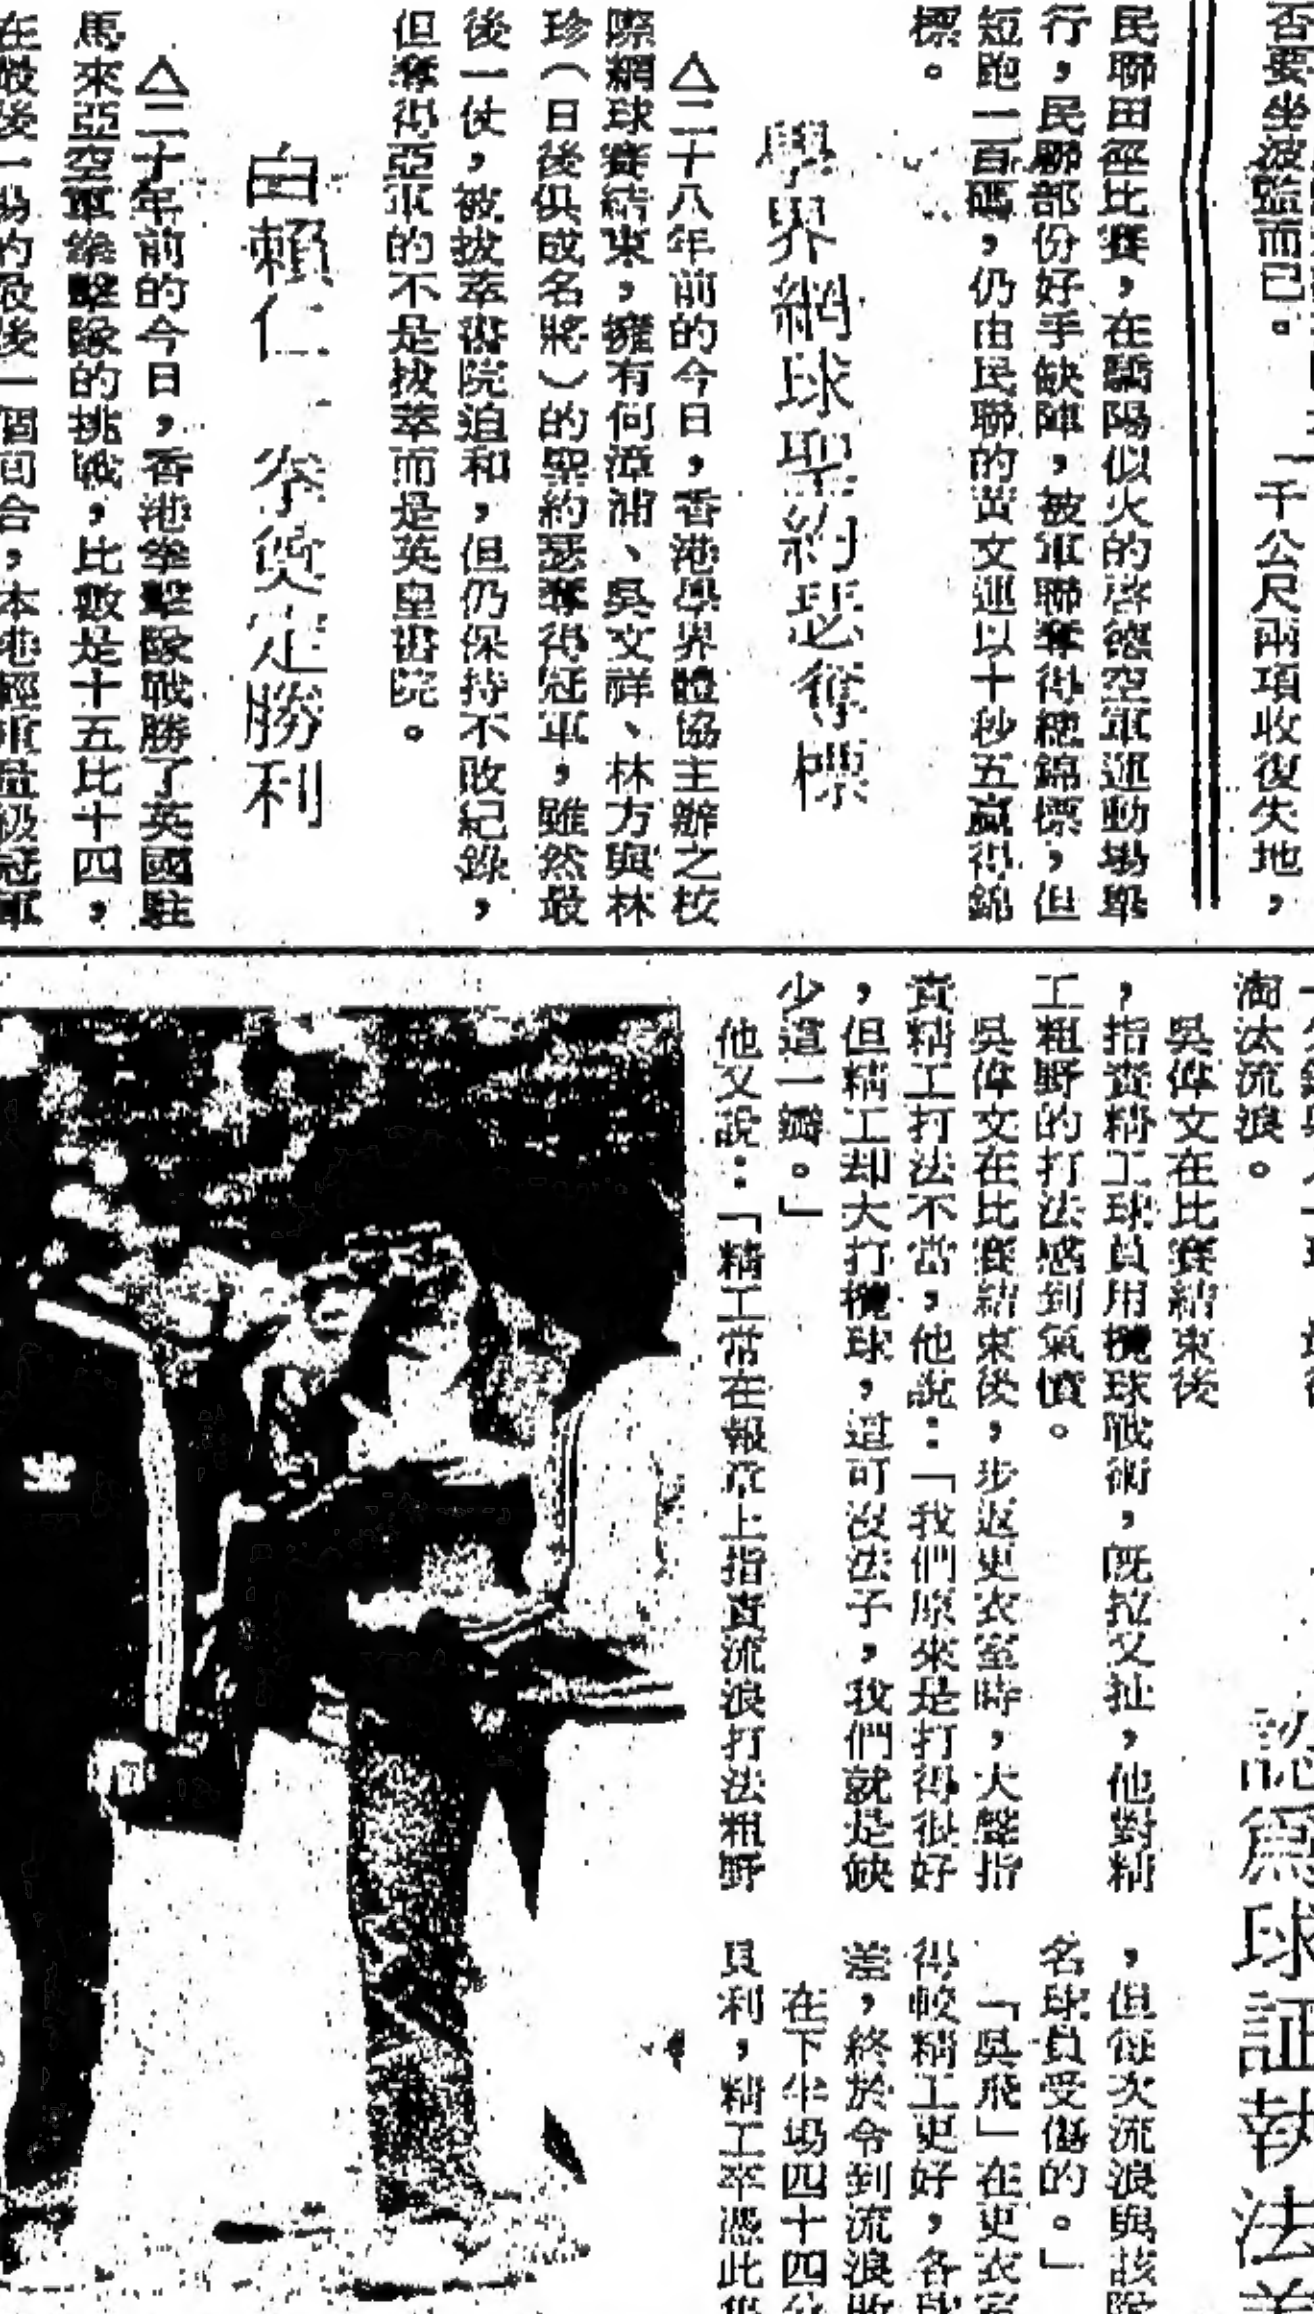 否要坐波監而已。
一千公尺兩項收復失地，
民聯田徑比賽，在驕陽似火的啓德空軍運動場舉
行，民聯部份好手缺陣，被軍聯奪得總錦標，但
短跑一百碼，仍由民聯的黃文運以十秒五贏得錦
標。
學界網球聖約瑟奪標
△二十八年前的今日，香港學界體協主辦之校
際網球賽結束，擁有何漳浦、吳文祥、林方與林
珍（日後俱成名將）的聖約瑟奪得冠軍，雖然最
後一仗，被拔萃書院迫和，但仍保持不敗紀錄，
但奪得亞軍的不是拔萃而是英皇書院。
由賴仁一拳奠定勝利
△二十年前的今日，香港拳擊隊戰勝了英國駐
馬來亞空軍拳擊隊的挑戰，比數是十五比十四，
在最後一場的最後一個回合，本港輕重量級冠軍
淘汰流浪。
吳偉文在比賽結束後
，指責精工球員用欖球戰術，既拉又扯，他對精
工粗野的打法感到氣憤。
吳偉文在比賽結束後，步返更衣室時，大聲指
責精工打法不當，他說：「我們原來是打得很好
，但精工却大打欖球，這可沒法子，我們就是缺
少這一瓣。」
他又說：「精工常在報章上指責流浪打法粗野
認爲球証執法
，但每次流浪與該隊
名球員受傷的。」
「吳飛」在更衣室
得較精工更好，各
差，終於令到流浪敗
在下半場四十四分
貝利，精工卒憑此